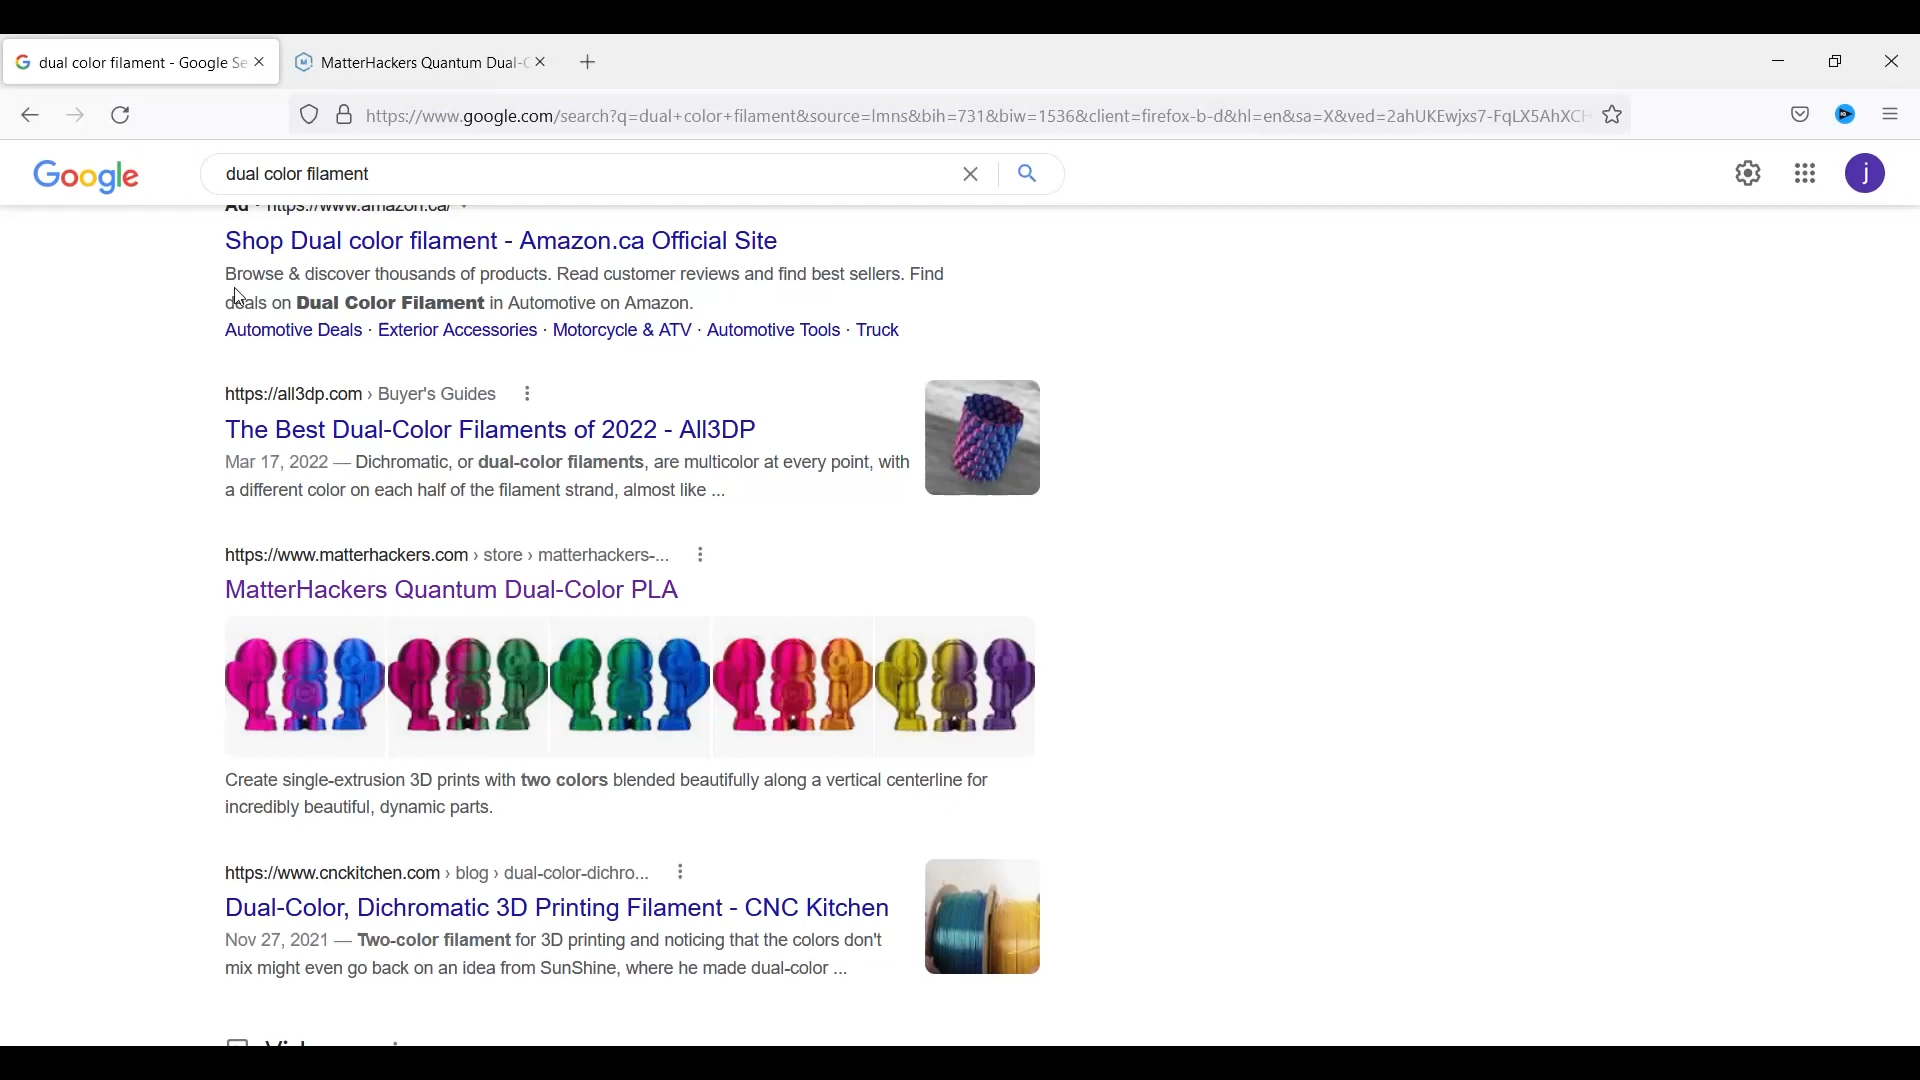 dual color filament - Google Se
MatterHackers Quantum Dual-C
https://www.google.com/search?q=dual+color+filament&source=lmns&bih=731&biw=1536&client=firefox-b-d&hl=en&sa=X&ved=2ahUKEwjxs7-FqLX5AhXCH
Google
dual color filament
j
Ad · https://www.amazon.ca/
Shop Dual color filament - Amazon.ca Official Site
Browse & discover thousands of products. Read customer reviews and find best sellers. Find
deals on Dual Color Filament in Automotive on Amazon.
Automotive Deals · Exterior Accessories · Motorcycle & ATV · Automotive Tools · Truck
https://all3dp.com › Buyer's Guides
The Best Dual-Color Filaments of 2022 - All3DP
Mar 17, 2022 — Dichromatic, or dual-color filaments, are multicolor at every point, with
a different color on each half of the filament strand, almost like ...
https://www.matterhackers.com › store › matterhackers-...
MatterHackers Quantum Dual-Color PLA
Create single-extrusion 3D prints with two colors blended beautifully along a vertical centerline for
incredibly beautiful, dynamic parts.
https://www.cnckitchen.com › blog › dual-color-dichro...
Dual-Color, Dichromatic 3D Printing Filament - CNC Kitchen
Nov 27, 2021 — Two-color filament for 3D printing and noticing that the colors don't
mix might even go back on an idea from SunShine, where he made dual-color ...